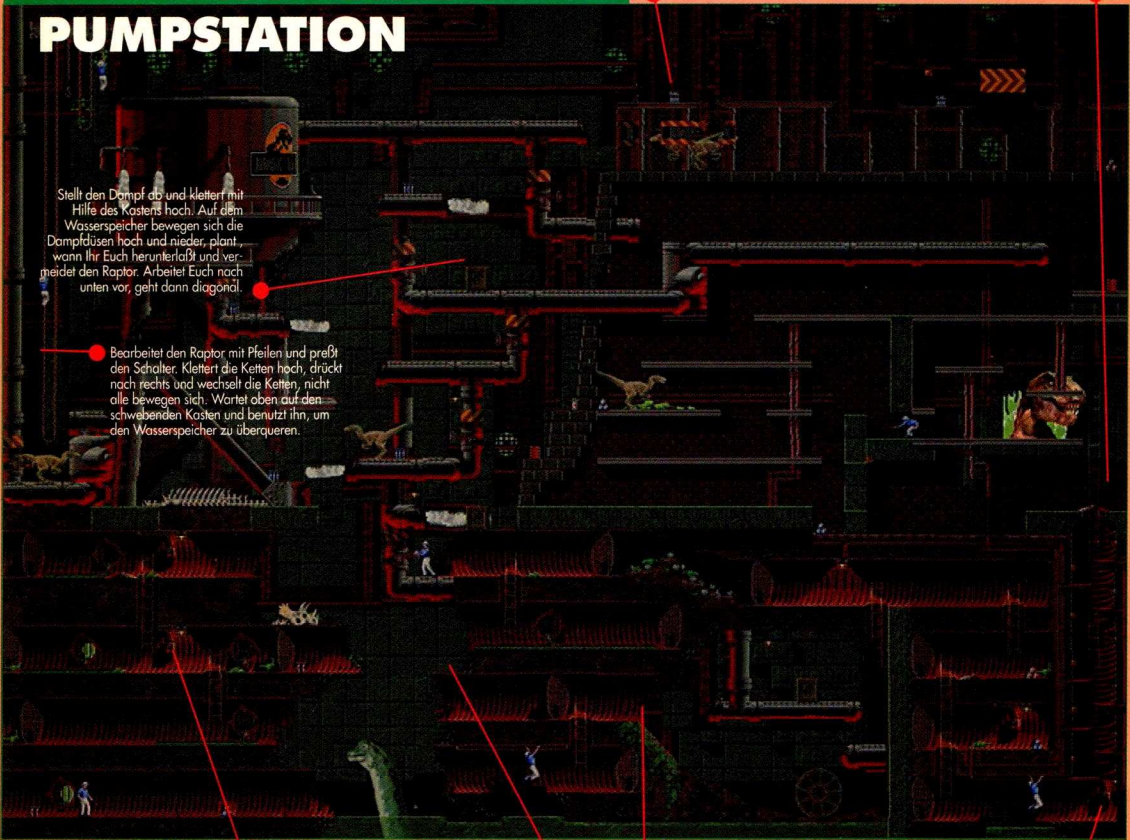 PUMPSTATION
Stellt den Dampf ab und klettert mit
Hilfe des Kastens hoch. Auf dem
Wasserspeicher bewegen sich die
Dampfdüsen hoch und nieder, plant ,
wann Ihr Euch herunterlaßt und ver-
meidet den Raptor. Arbeitet Euch nach
unten vor, geht dann diagonal.
Bearbeitet den Raptor mit Pfeilen und preßt
den Schalter. Klettert die Ketten hoch, drückt
nach rechts und wechselt die Ketten, nicht
alle bewegen sich. Wartet oben auf den
schwebenden Kasten und benutzt ihn, um
den Wasserspeicher zu überqueren.